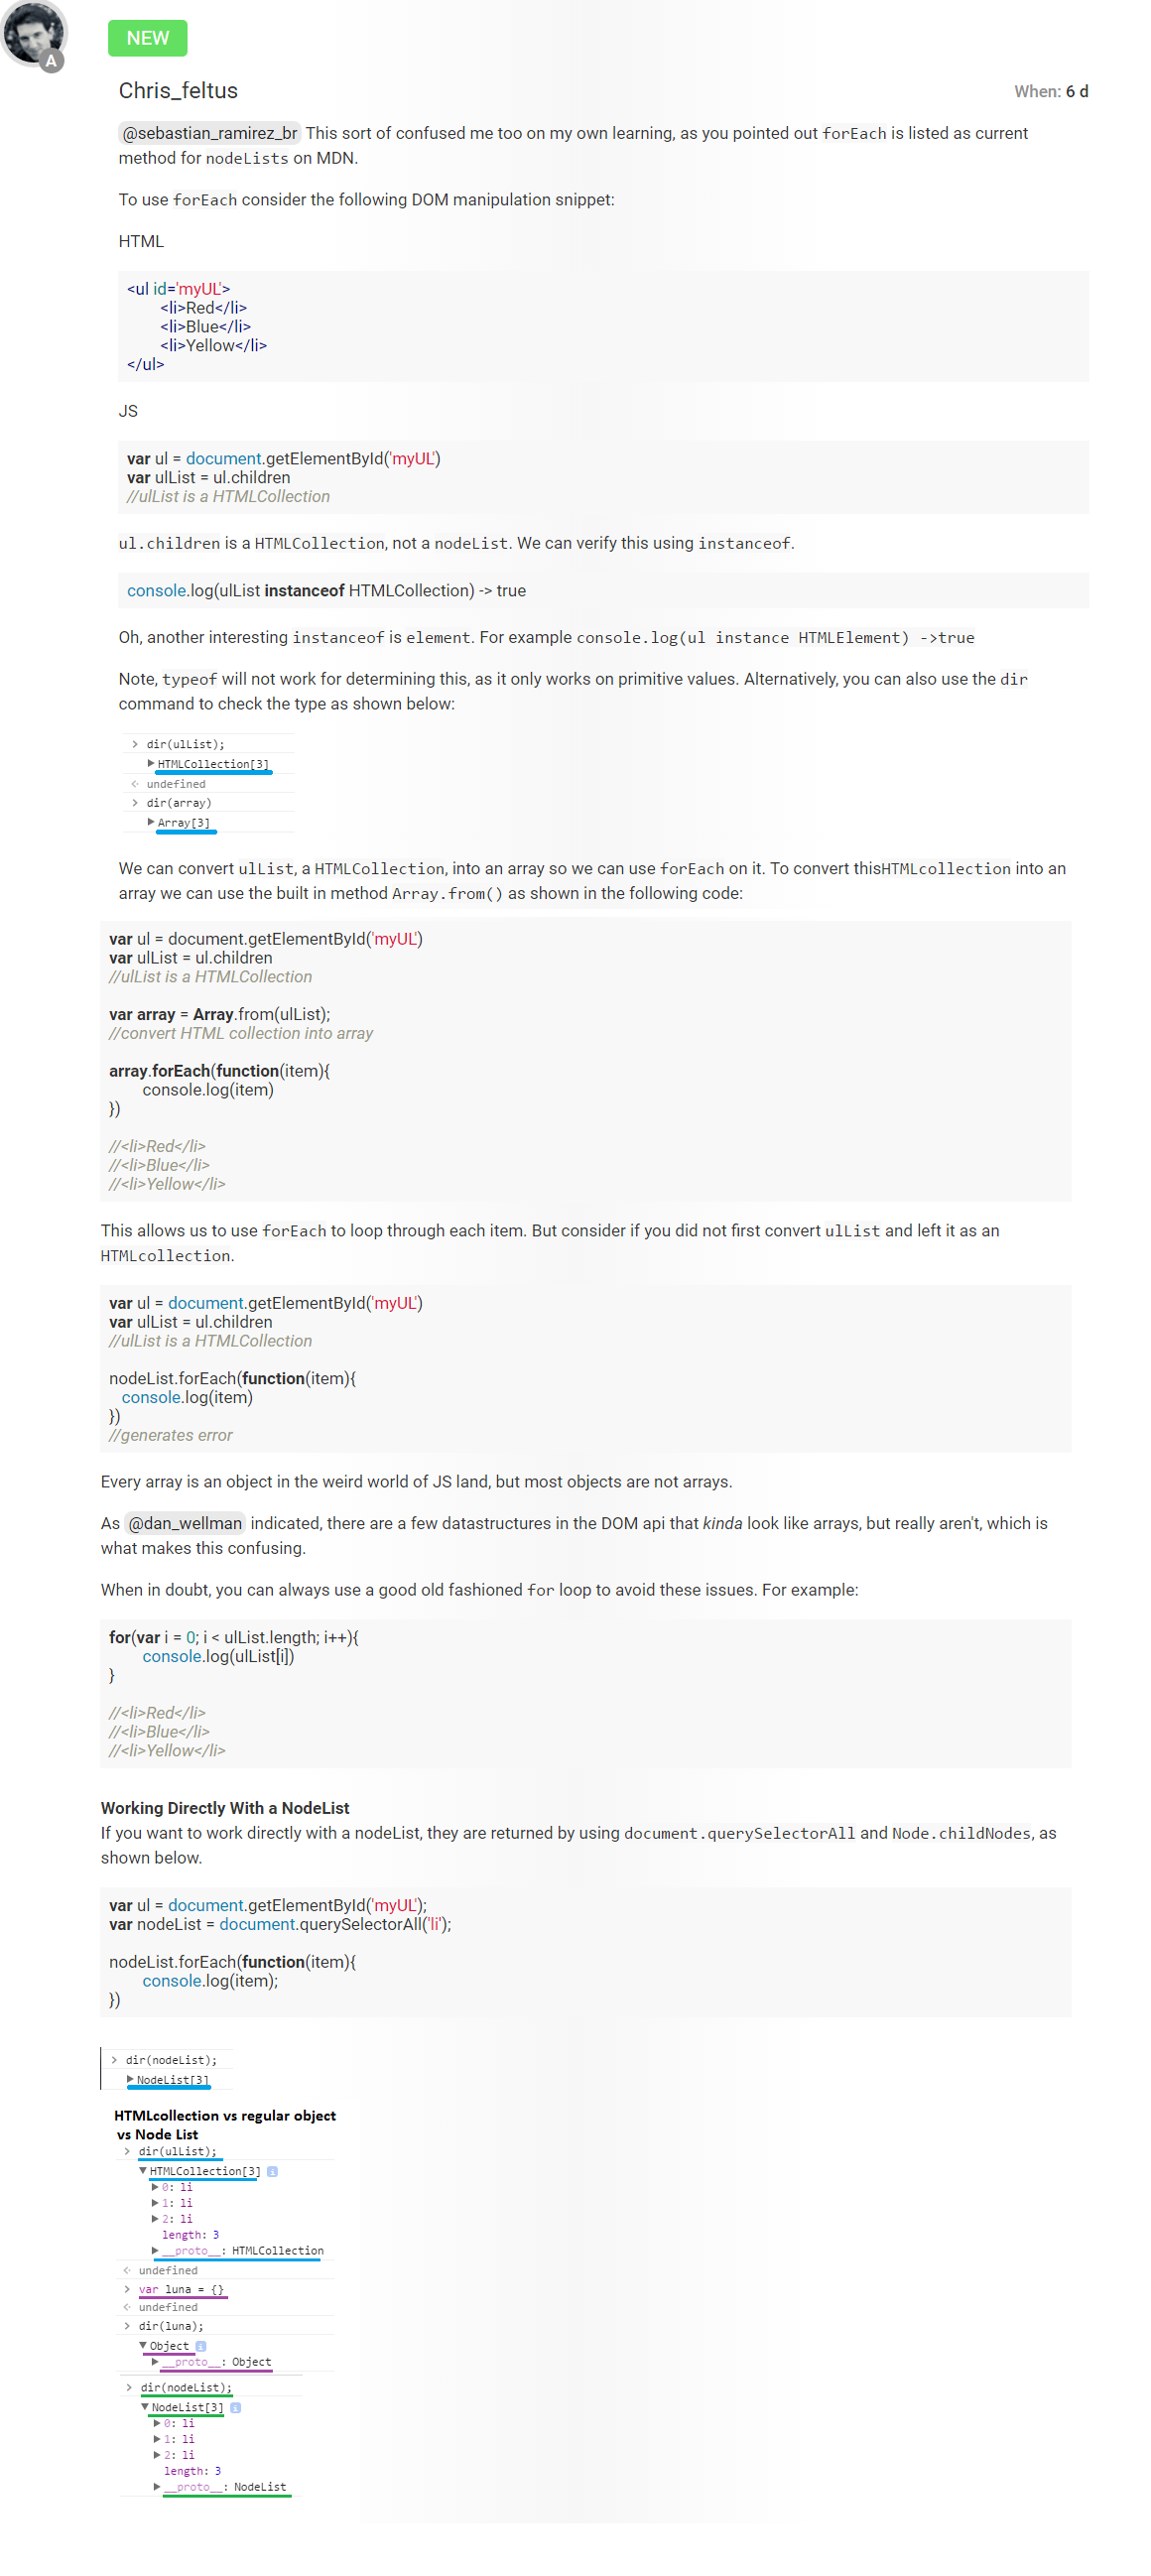 A
NEW
Chris_feltus
When: 6 d
@sebastian_ramirez_br This sort of confused me too on my own learning, as you pointed out forEach is listed as current
method for nodeLists on MDN.
To use forEach consider the following DOM manipulation snippet:
HTML
<ul id='myUL'>
<li>Red</li>
<li>Blue</li>
<li>Yellow</li>
</ul>
JS
var ul = document.getElementById('myUL')
var ulList = ul.children
//ulList is a HTMLCollection
ul.children is a HTMLCollection, not a nodeList. We can verify this using instanceof.
console.log(ulList instanceof HTMLCollection) -> true
Oh, another interesting instanceof is element. For example console.log(ul instance HTMLElement) ->true
Note, typeof will not work for determining this, as it only works on primitive values. Alternatively, you can also use the dir
command to check the type as shown below:
> dir(ulList);
▶ HTMLCollection[3]
<· undefined
> dir(array)
▶ Array[3]
We can convert ulList, a HTMLCollection, into an array so we can use forEach on it. To convert thisHTMLcollection into an
array we can use the built in method Array.from() as shown in the following code:
var ul = document.getElementById('myUL')
var ulList = ul.children
//ulList is a HTMLCollection
var array = Array.from(ulList);
//convert HTML collection into array
array.forEach(function(item){
console.log(item)
})
//<li>Red</li>
//<li>Blue</li>
//<li>Yellow</li>
This allows us to use forEach to loop through each item. But consider if you did not first convert ulList and left it as an
HTMLcollection.
var ul = document.getElementById('myUL')
var ulList = ul.children
//ulList is a HTMLCollection
nodeList.forEach(function(item){
console.log(item)
})
//generates error
Every array is an object in the weird world of JS land, but most objects are not arrays.
As @dan_wellman indicated, there are a few datastructures in the DOM api that kinda look like arrays, but really aren't, which is
what makes this confusing.
When in doubt, you can always use a good old fashioned for loop to avoid these issues. For example:
for(var i = 0; i < ulList.length; i++){
console.log(ulList[i])
}
//<li>Red</li>
//<li>Blue</li>
//<li>Yellow</li>
Working Directly With a NodeList
If you want to work directly with a nodeList, they are returned by using document.querySelectorAll and Node.childNodes, as
shown below.
var ul = document.getElementById('myUL');
var nodeList = document.querySelectorAll('li');
nodeList.forEach(function(item){
console.log(item);
})
> dir(nodeList);
▶ NodeList[3]
HTMLcollection vs regular object
vs Node List
> dir(ulList);
▼ HTMLCollection[3] i
▶ 0: li
▶ 1: li
▶ 2: li
length: 3
▶ __proto__: HTMLCollection
<· undefined
> var luna = {}
<· undefined
> dir(luna);
▼ Object i
▶ __proto__: Object
> dir(nodeList);
▼ NodeList[3] i
▶ 0: li
▶ 1: li
▶ 2: li
length: 3
▶ __proto__: NodeList